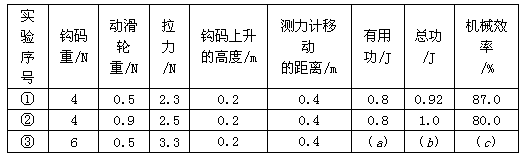 实验序号 钩码重/N 动滑轮重/N 拉力/N 钩码上升的高度/m 测力计移动的距离/m 有用功/J 总功/J 机械效率/%
① 4 0.5 2.3 0.2 0.4 0.8 0.92 87.0
② 4 0.9 2.5 0.2 0.4 0.8 1.0 80.0
③ 6 0.5 3.3 0.2 0.4 (a) (b) (c)